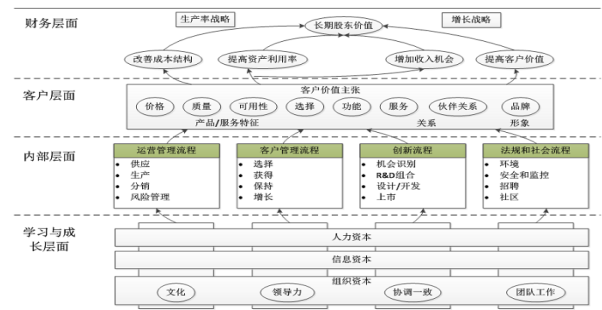 财务层面
生产率战略
长期股东价值
增长战略
改善成本结构
提高资产利用率
增加收入机会
提高客户价值
客户层面
客户价值主张
价格
质量
可用性
选择
功能
服务
伙伴关系
品牌
产品/服务特征
关系
形象
内部层面
运营管理流程
供应
生产
分销
风险管理
客户管理流程
选择
获得
保持
增长
创新流程
机会识别
R&D组合
设计/开发
上市
法规和社会流程
环境
安全和监控
招聘
社区
学习与成
长层面
人力资本
信息资本
组织资本
文化
领导力
协调一致
团队工作